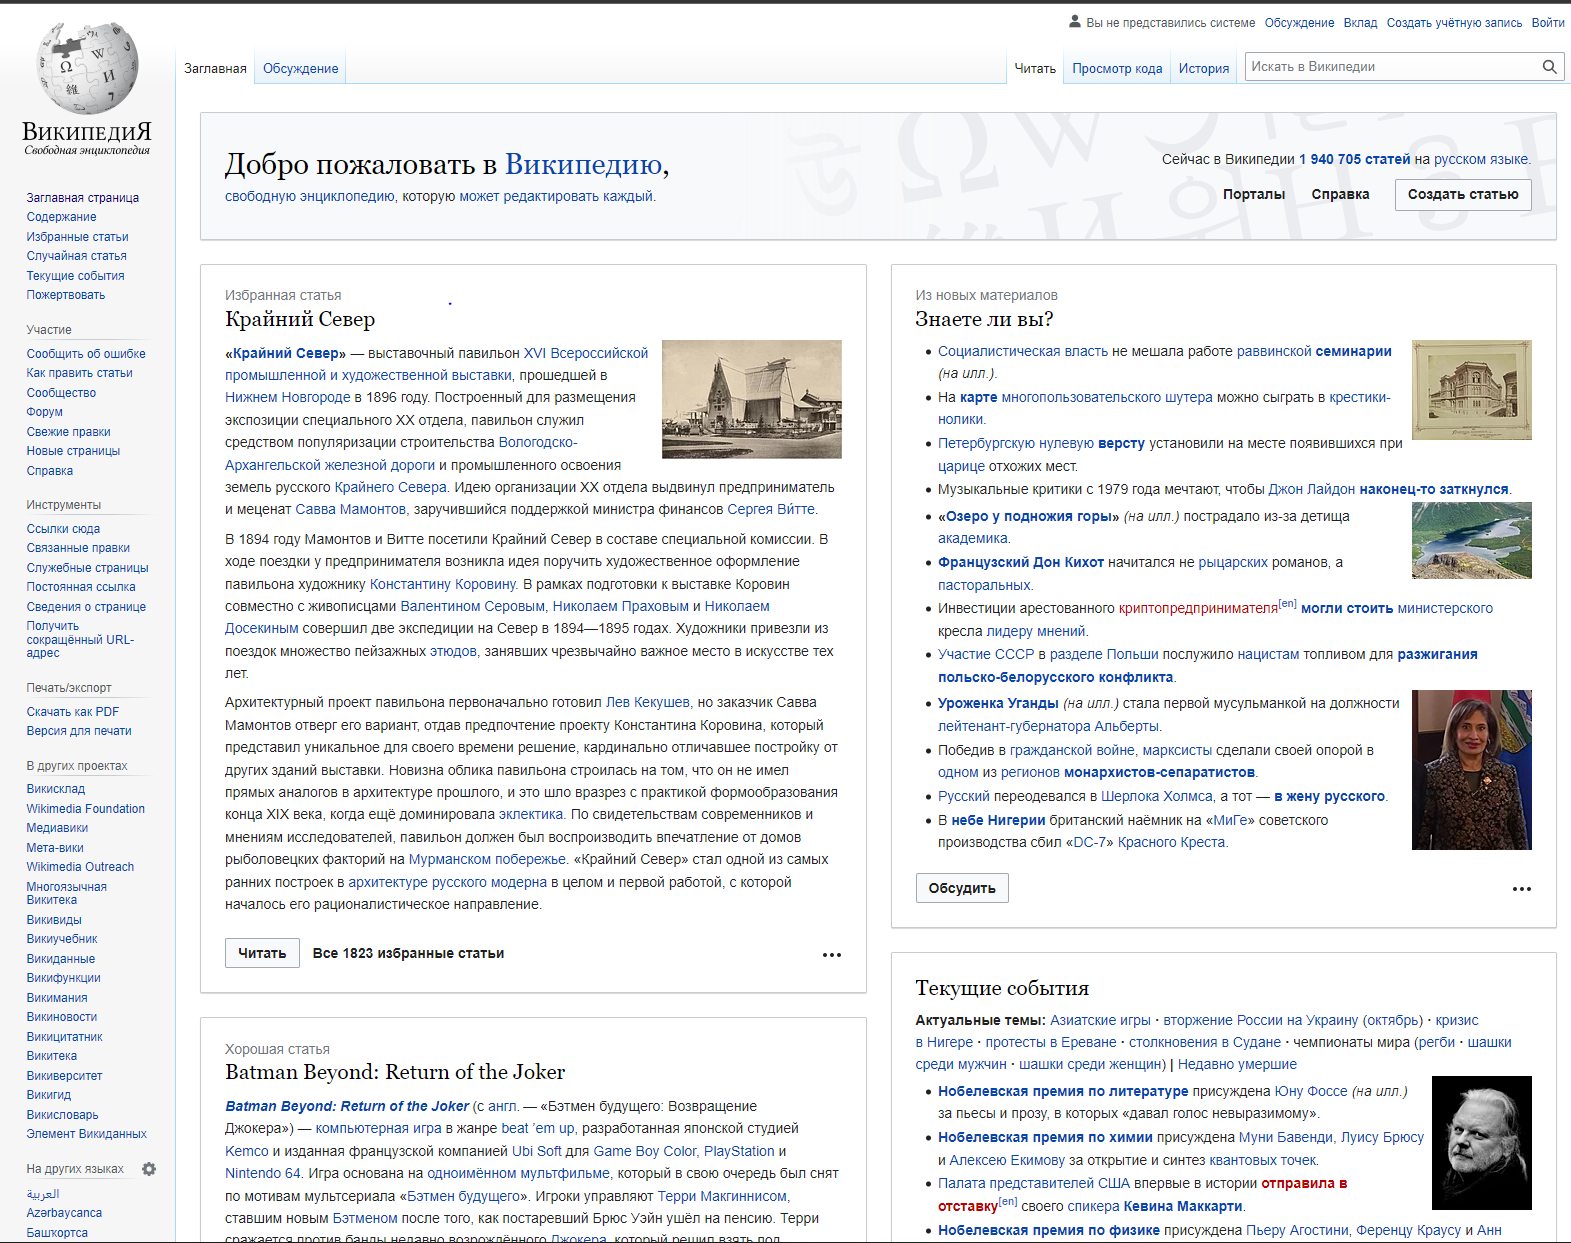 Вы не представились системе Обсуждение Вклад Создать учётную запись Войти
Заглавная Обсуждение Читать Просмотр кода История Искать в Википедии
ВикипедиЯ
Свободная энциклопедия
Заглавная страница
Содержание
Избранные статьи
Случайная статья
Текущие события
Пожертвовать
Участие
Сообщить об ошибке
Как править статьи
Сообщество
Форум
Свежие правки
Новые страницы
Справка
Инструменты
Ссылки сюда
Связанные правки
Служебные страницы
Постоянная ссылка
Сведения о странице
Получить
сокращённый URL-
адрес
Печать/экспорт
Скачать как PDF
Версия для печати
В других проектах
Викисклад
Wikimedia Foundation
Медиавики
Мета-вики
Wikimedia Outreach
Многоязычная
Викитека
Викивиды
Викиучебник
Викиданные
Викифункции
Викимания
Викиновости
Викицитатник
Викитека
Викиверситет
Викигид
Викисловарь
Элемент Викиданных
На других языках
العربية
Azərbaycanca
Башҡортса
Добро пожаловать в Википедию,
свободную энциклопедию, которую может редактировать каждый.
Сейчас в Википедии 1 940 705 статей на русском языке.
Порталы Справка Создать статью
Избранная статья
Крайний Север
«Крайний Север» — выставочный павильон XVI Всероссийской
промышленной и художественной выставки, прошедшей в
Нижнем Новгороде в 1896 году. Построенный для размещения
экспозиции специального XX отдела, павильон служил
средством популяризации строительства Вологодско-
Архангельской железной дороги и промышленного освоения
земель русского Крайнего Севера. Идею организации XX отдела выдвинул предприниматель
и меценат Савва Мамонтов, заручившийся поддержкой министра финансов Сергея Ви́тте.
В 1894 году Мамонтов и Витте посетили Крайний Север в составе специальной комиссии. В
ходе поездки у предпринимателя возникла идея поручить художественное оформление
павильона художнику Константину Коровину. В рамках подготовки к выставке Коровин
совместно с живописцами Валентином Серовым, Николаем Праховым и Николаем
Досекиным совершил две экспедиции на Север в 1894—1895 годах. Художники привезли из
поездок множество пейзажных этюдов, занявших чрезвычайно важное место в искусстве тех
лет.
Архитектурный проект павильона первоначально готовил Лев Кекушев, но заказчик Савва
Мамонтов отверг его вариант, отдав предпочтение проекту Константина Коровина, который
представил уникальное для своего времени решение, кардинально отличавшее постройку от
других зданий выставки. Новизна облика павильона строилась на том, что он не имел
прямых аналогов в архитектуре прошлого, и это шло вразрез с практикой формообразования
конца XIX века, когда ещё доминировала эклектика. По свидетельствам современников и
мнениям исследователей, павильон должен был воспроизводить впечатление от домов
рыболовецких факторий на Мурманском побережье. «Крайний Север» стал одной из самых
ранних построек в архитектуре русского модерна в целом и первой работой, с которой
началось его рационалистическое направление.
Читать Все 1823 избранные статьи
Хорошая статья
Batman Beyond: Return of the Joker
Batman Beyond: Return of the Joker (с англ. — «Бэтмен будущего: Возвращение
Джокера») — компьютерная игра в жанре beat 'em up, разработанная японской студией
Kemco и изданная французской компанией Ubi Soft для Game Boy Color, PlayStation и
Nintendo 64. Игра основана на одноимённом мультфильме, который в свою очередь был снят
по мотивам мультсериала «Бэтмен будущего». Игроки управляют Терри Макгиннисом,
ставшим новым Бэтменом после того, как постаревший Брюс Уэйн ушёл на пенсию. Терри
сражается против банды недавно возрождённого Джокера, который решил взять под
Из новых материалов
Знаете ли вы?
Социалистическая власть не мешала работе раввинской семинарии
(на илл.).
На карте многопользовательского шутера можно сыграть в крестики-
нолики.
Петербургскую нулевую версту установили на месте появившихся при
царице отхожих мест.
Музыкальные критики с 1979 года мечтают, чтобы Джон Лайдон наконец-то заткнулся.
«Озеро у подножия горы» (на илл.) пострадало из-за детища
академика.
Французский Дон Кихот начитался не рыцарских романов, а
пасторальных.
Инвестиции арестованного криптопредпринимателя[en] могли стоить министерского
кресла лидеру мнений.
Участие СССР в разделе Польши послужило нацистам топливом для разжигания
польско-белорусского конфликта.
Уроженка Уганды (на илл.) стала первой мусульманкой на должности
лейтенант-губернатора Альберты.
Победив в гражданской войне, марксисты сделали своей опорой в
одном из регионов монархистов-сепаратистов.
Русский переодевался в Шерлока Холмса, а тот — в жену русского.
В небе Нигерии британский наёмник на «МиГе» советского
производства сбил «DC-7» Красного Креста.
Обсудить
Текущие события
Актуальные темы: Азиатские игры · вторжение России на Украину (октябрь) · кризис
в Нигере · протесты в Ереване · столкновения в Судане · чемпионаты мира (регби · шашки
среди мужчин · шашки среди женщин) | Недавно умершие
Нобелевская премия по литературе присуждена Юну Фоссе (на илл.)
за пьесы и прозу, в которых «давал голос невыразимому».
Нобелевская премия по химии присуждена Муни Бавенди, Луису Брюсу
и Алексею Екимову за открытие и синтез квантовых точек.
Палата представителей США впервые в истории отправила в
отставку[en] своего спикера Кевина Маккарти.
Нобелевская премия по физике присуждена Пьеру Агостини, Ференцу Краусу и Анн